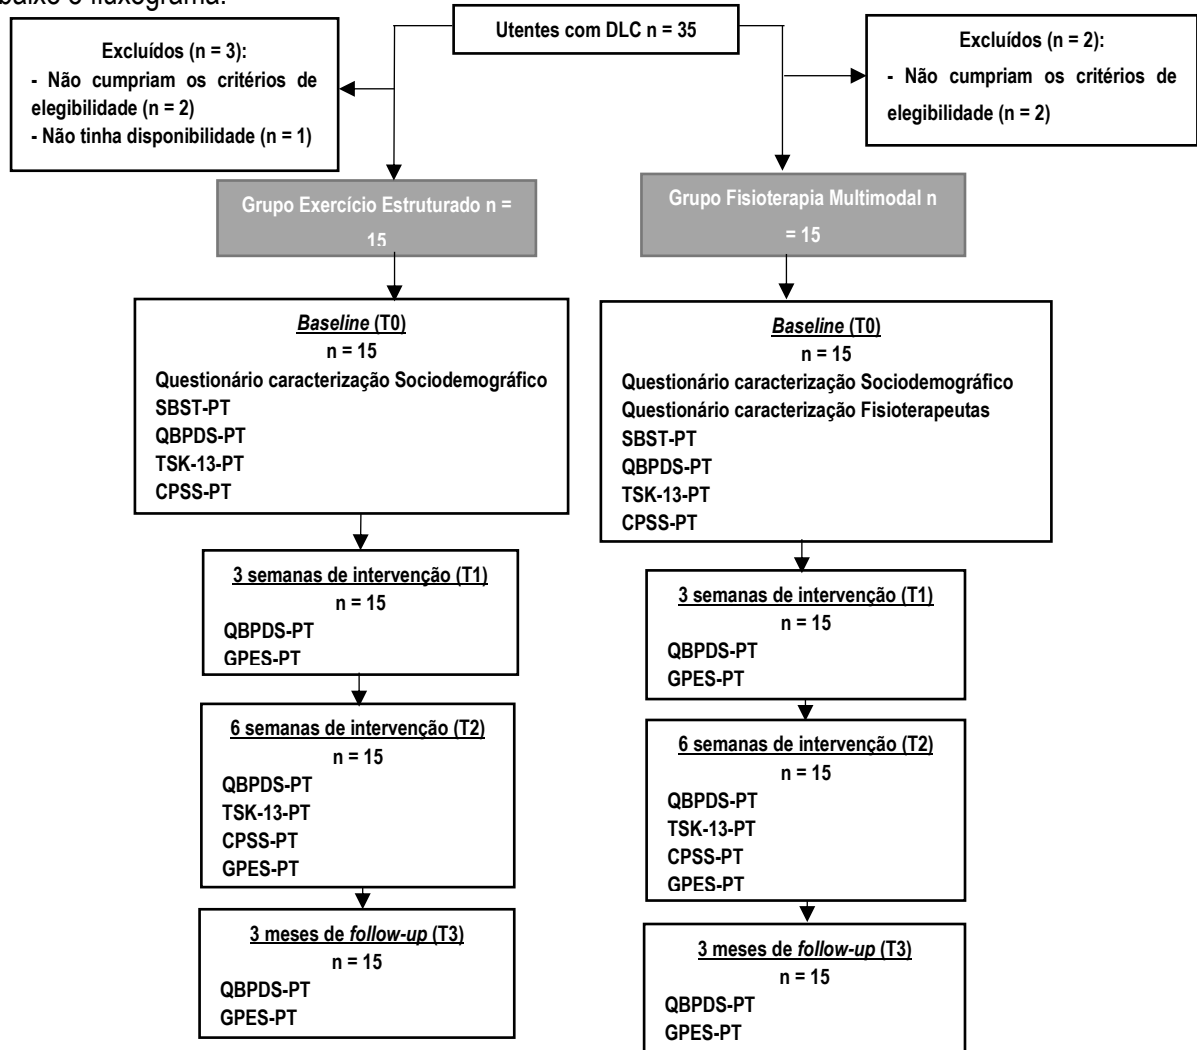 baixo o fluxograma:
Utentes com DLC n = 35
Excluídos (n = 3):
- Não cumpriam os critérios de
elegibilidade (n = 2)
- Não tinha disponibilidade (n = 1)
Excluídos (n = 2):
- Não cumpriam os critérios de
elegibilidade (n = 2)
Grupo Exercício Estruturado n =
15
Grupo Fisioterapia Multimodal n
= 15
Baseline (T0)
n = 15
Questionário caracterização Sociodemográfico
SBST-PT
QBPDS-PT
TSK-13-PT
CPSS-PT
Baseline (T0)
n = 15
Questionário caracterização Sociodemográfico
Questionário caracterização Fisioterapeutas
SBST-PT
QBPDS-PT
TSK-13-PT
CPSS-PT
3 semanas de intervenção (T1)
n = 15
QBPDS-PT
GPES-PT
3 semanas de intervenção (T1)
n = 15
QBPDS-PT
GPES-PT
6 semanas de intervenção (T2)
n = 15
QBPDS-PT
TSK-13-PT
CPSS-PT
GPES-PT
6 semanas de intervenção (T2)
n = 15
QBPDS-PT
TSK-13-PT
CPSS-PT
GPES-PT
3 meses de follow-up (T3)
n = 15
QBPDS-PT
GPES-PT
3 meses de follow-up (T3)
n = 15
QBPDS-PT
GPES-PT